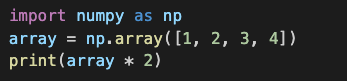 import numpy as np
array = np.array([1, 2, 3, 4])
print(array * 2)